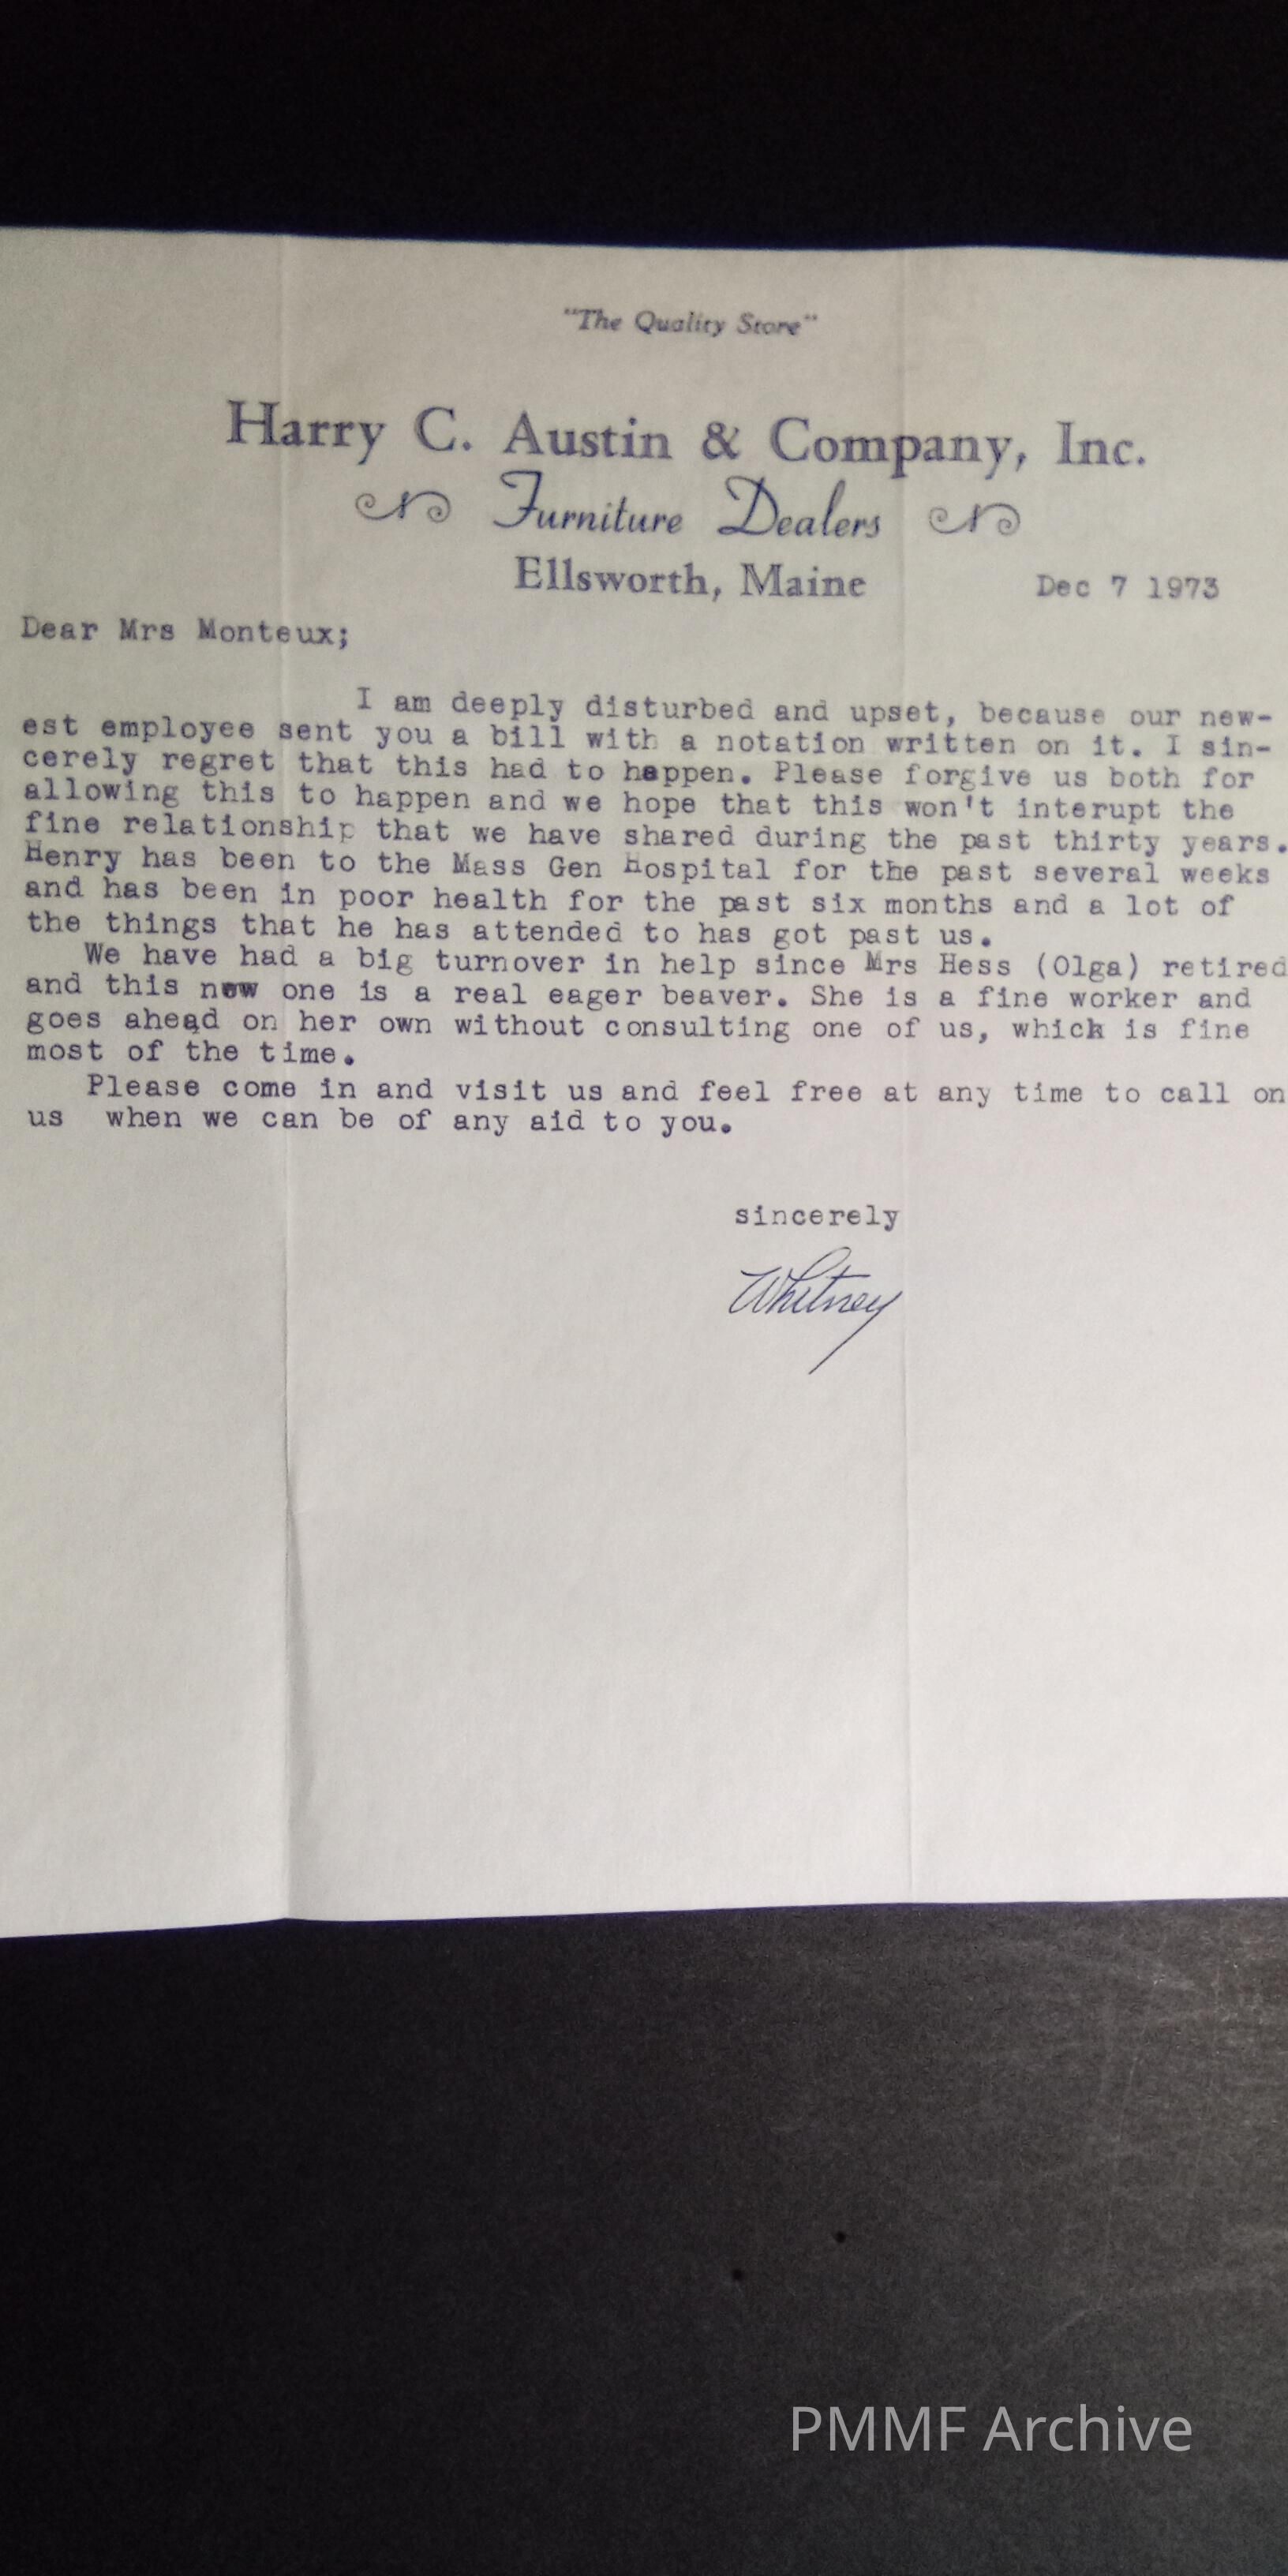 "The Quality Store"
Harry C. Austin & Company, Inc.
Furniture Dealers
Ellsworth, Maine
Dec 7 1973
Dear Mrs Monteux;
I am deeply disturbed and upset, because our new-
est employee sent you a bill with a notation written on it. I sin-
cerely regret that this had to happen. Please forgive us both for
allowing this to happen and we hope that this won't interupt the
fine relationship that we have shared during the past thirty years.
Henry has been to the Mass Gen Hospital for the past several weeks
and has been in poor health for the past six months and a lot of
the things that he has attended to has got past us.
We have had a big turnover in help since Mrs Hess (Olga) retired
and this new one is a real eager beaver. She is a fine worker and
goes ahead on her own without consulting one of us, which is fine
most of the time.
Please come in and visit us and feel free at any time to call on
us when we can be of any aid to you.
sincerely
Whitney
PMMF Archive